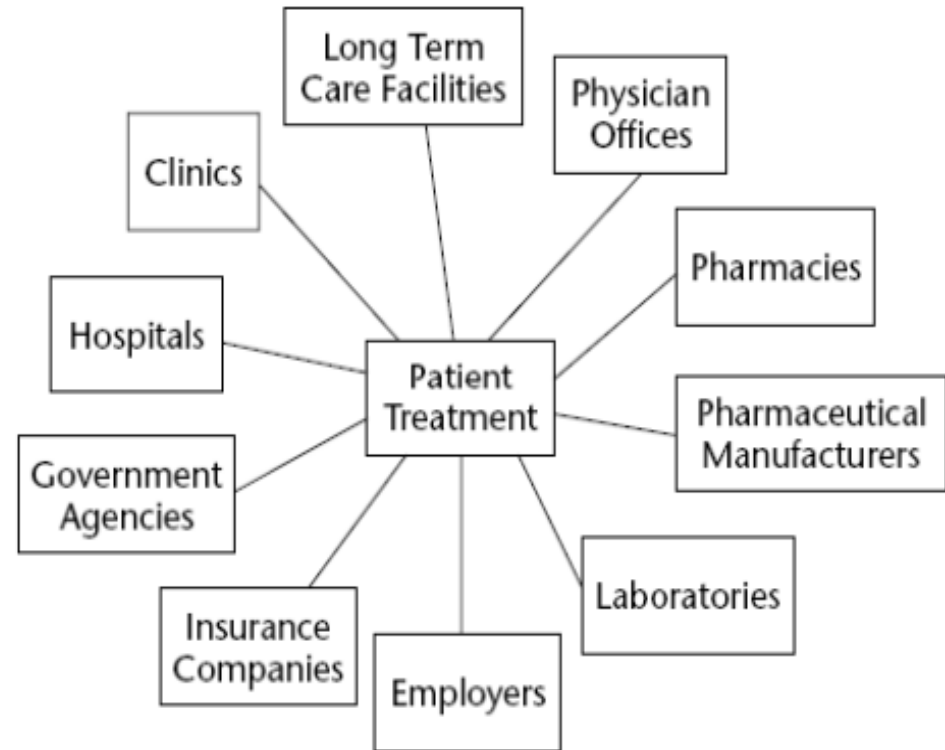 Long Term
Care Facilities
Physician
Offices
Clinics
Pharmacies
Hospitals
Patient
Treatment
Pharmaceutical
Manufacturers
Government
Agencies
Laboratories
Insurance
Companies
Employers